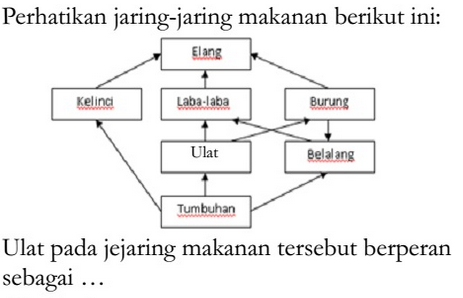 Perhatikan jaring-jaring makanan berikut ini:
Elang
Kelinci Laba-laba Burung
Ulat Belalang
Tumbuhan
Ulat pada jejaring makanan tersebut berperan
sebagai …